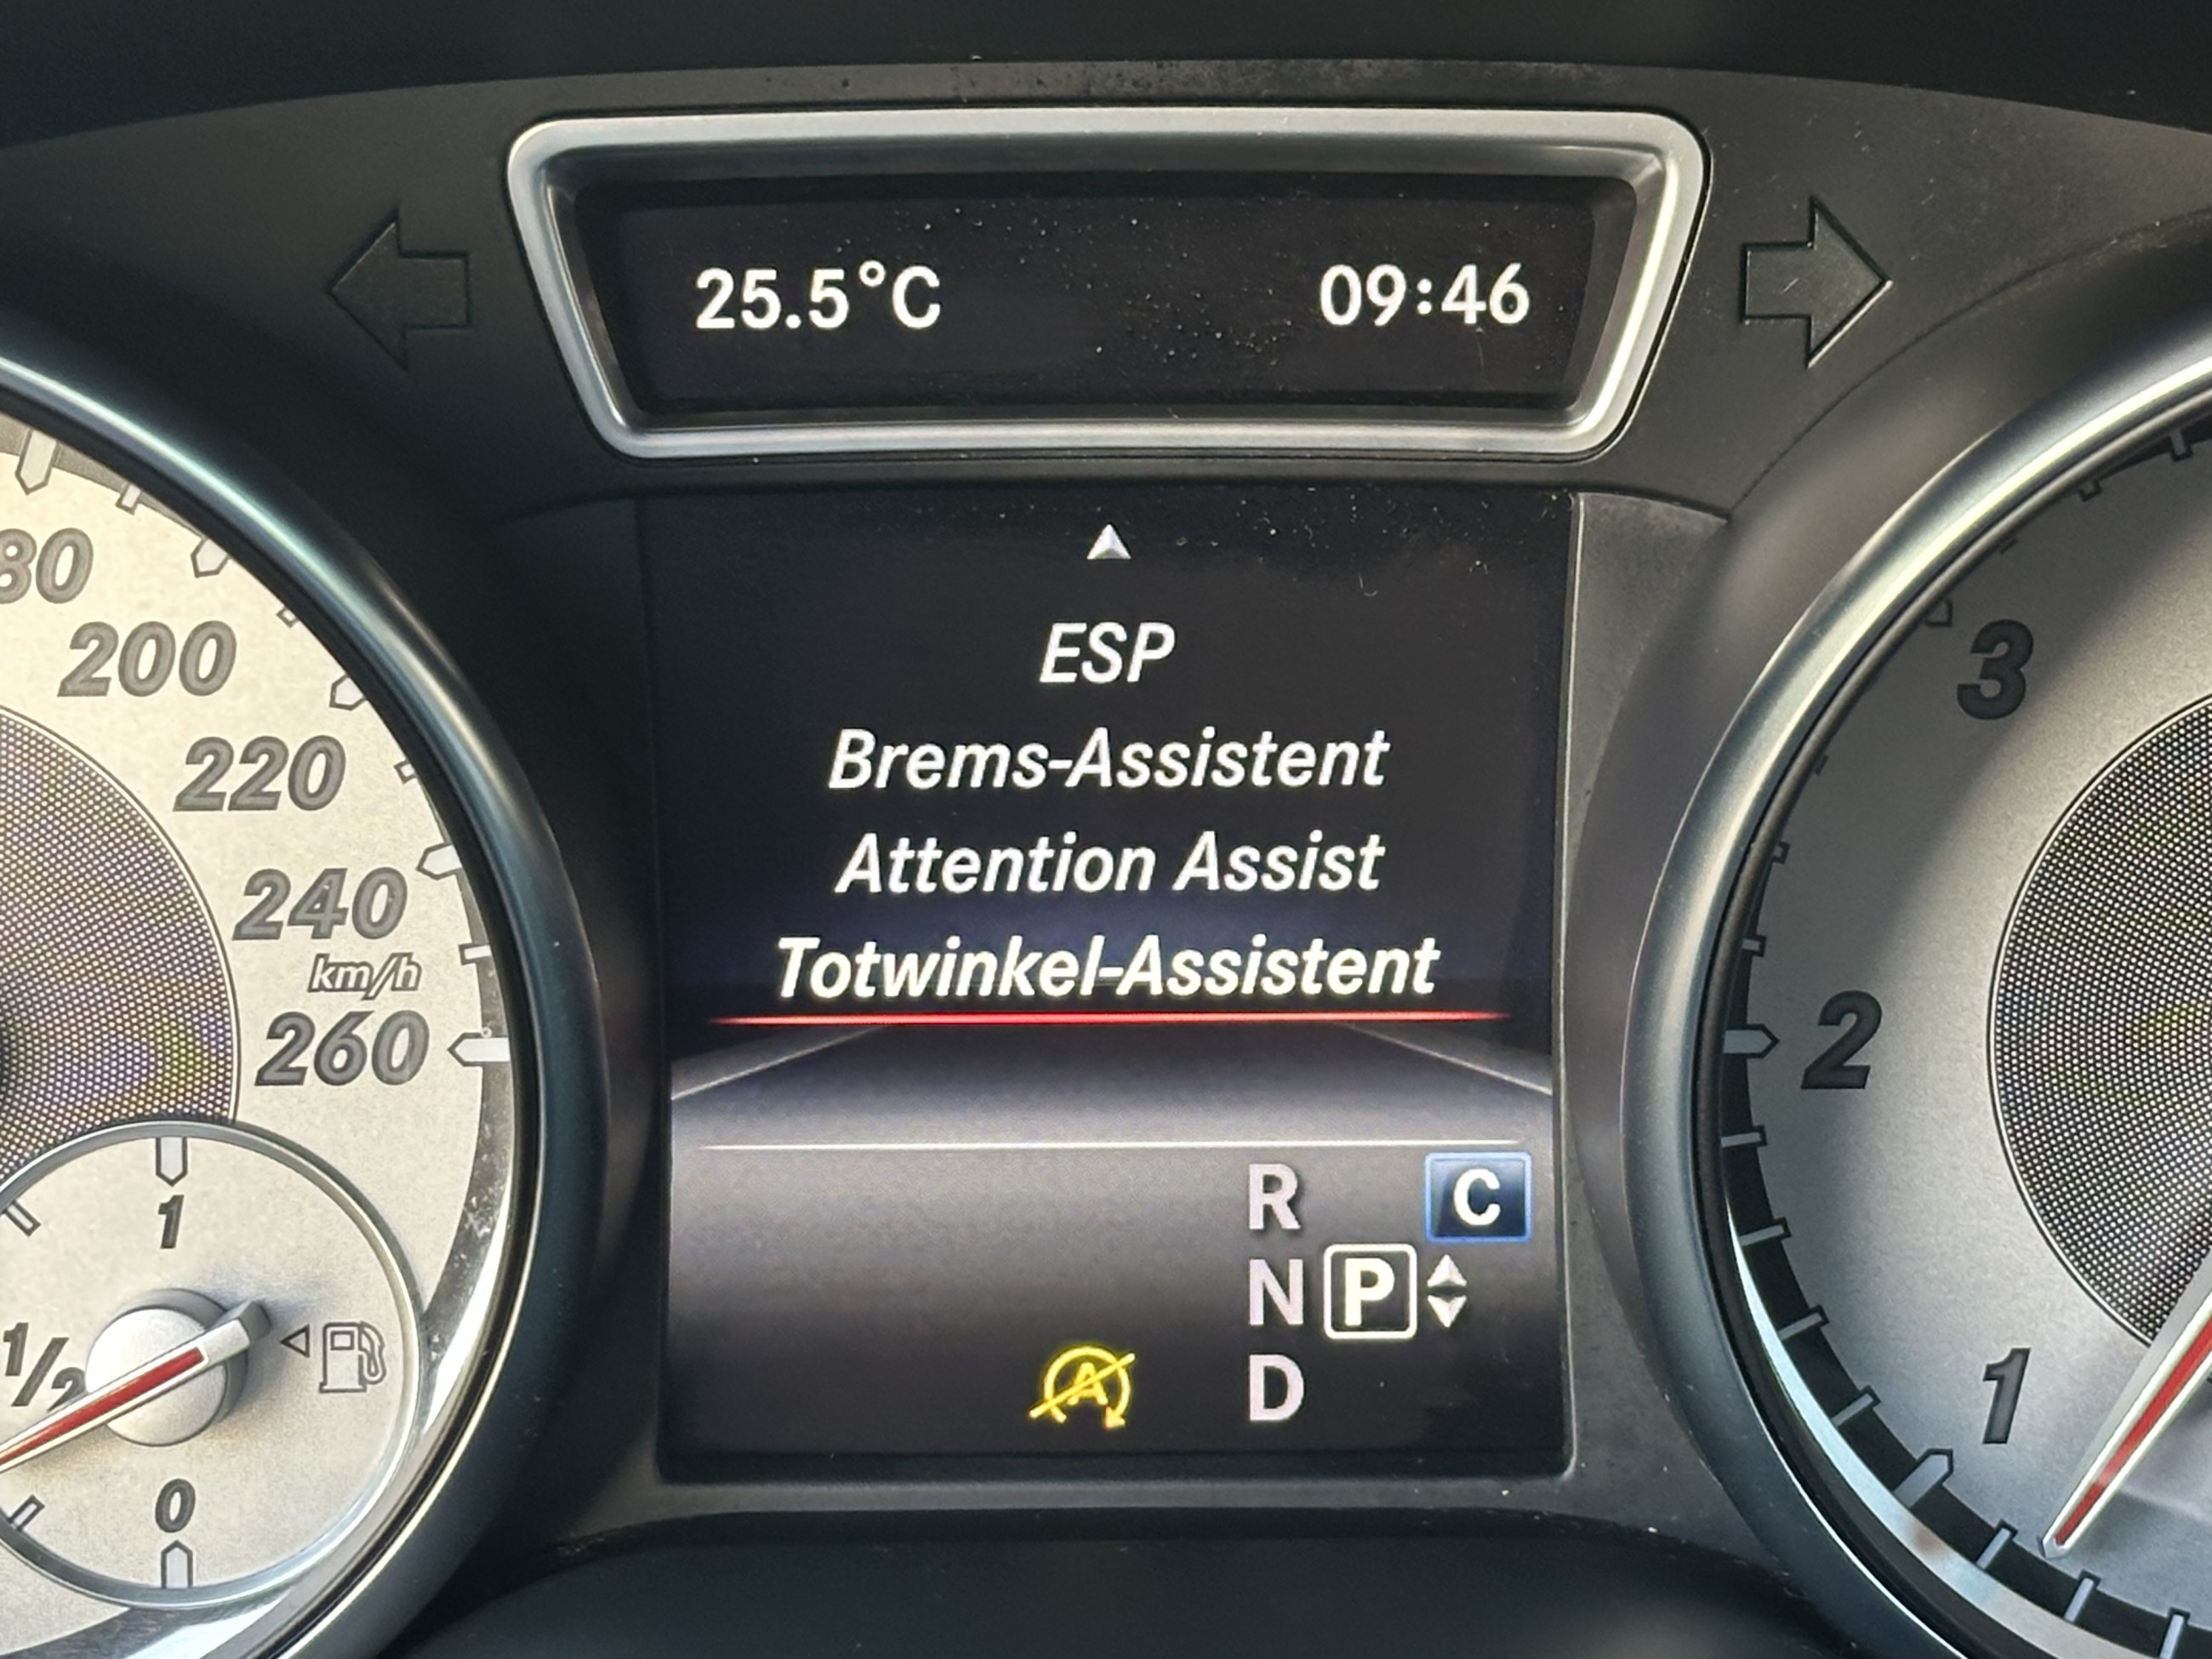 25.5°C 09:46
ESP
Brems-Assistent
Attention Assist
Totwinkel-Assistent
R C
N P
D
A
200
220
240
km/h
260
1
1/2
0
3
2
1